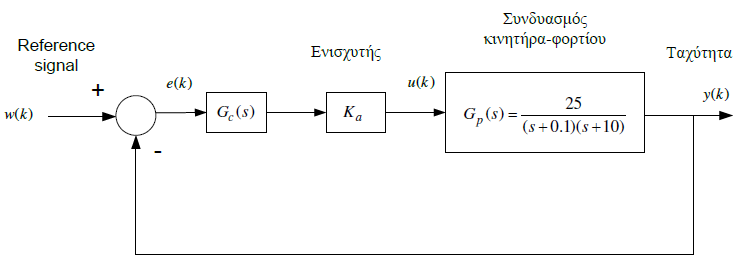 Reference
signal
w(k)
+
-
e(k)
G_c(s)
Ενισχυτής
K_a
u(k)
Συνδυασμός
κινητήρα-φορτίου
G_p(s) = 25 / ((s+0.1)(s+10))
Ταχύτητα
y(k)